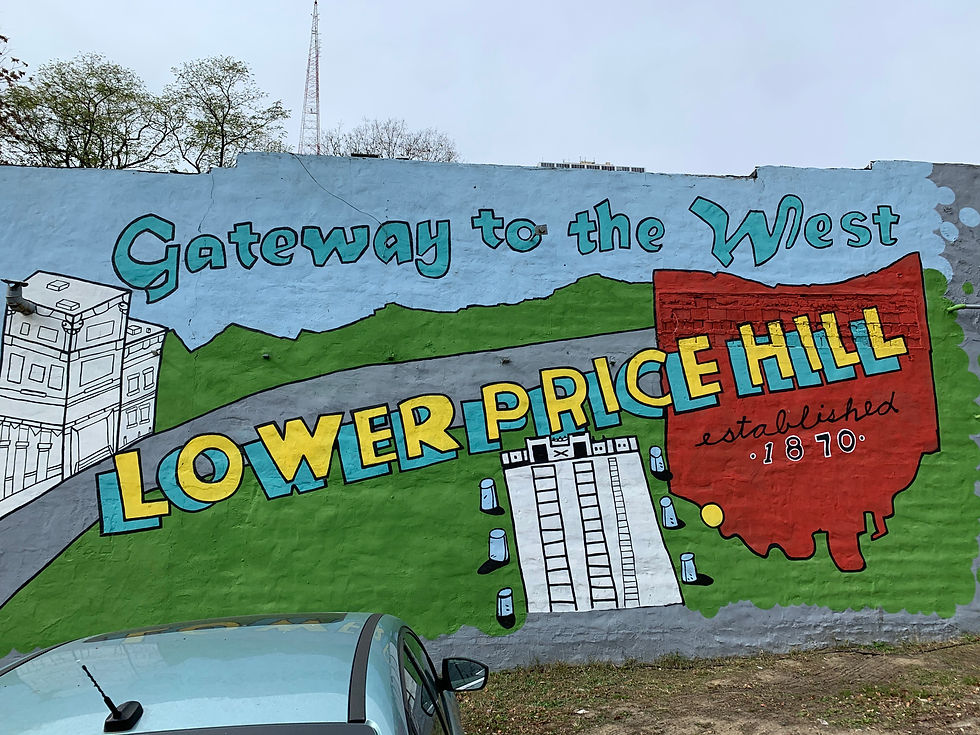 Gateway to the West
LOWER PRICE HILL
established
·1870·